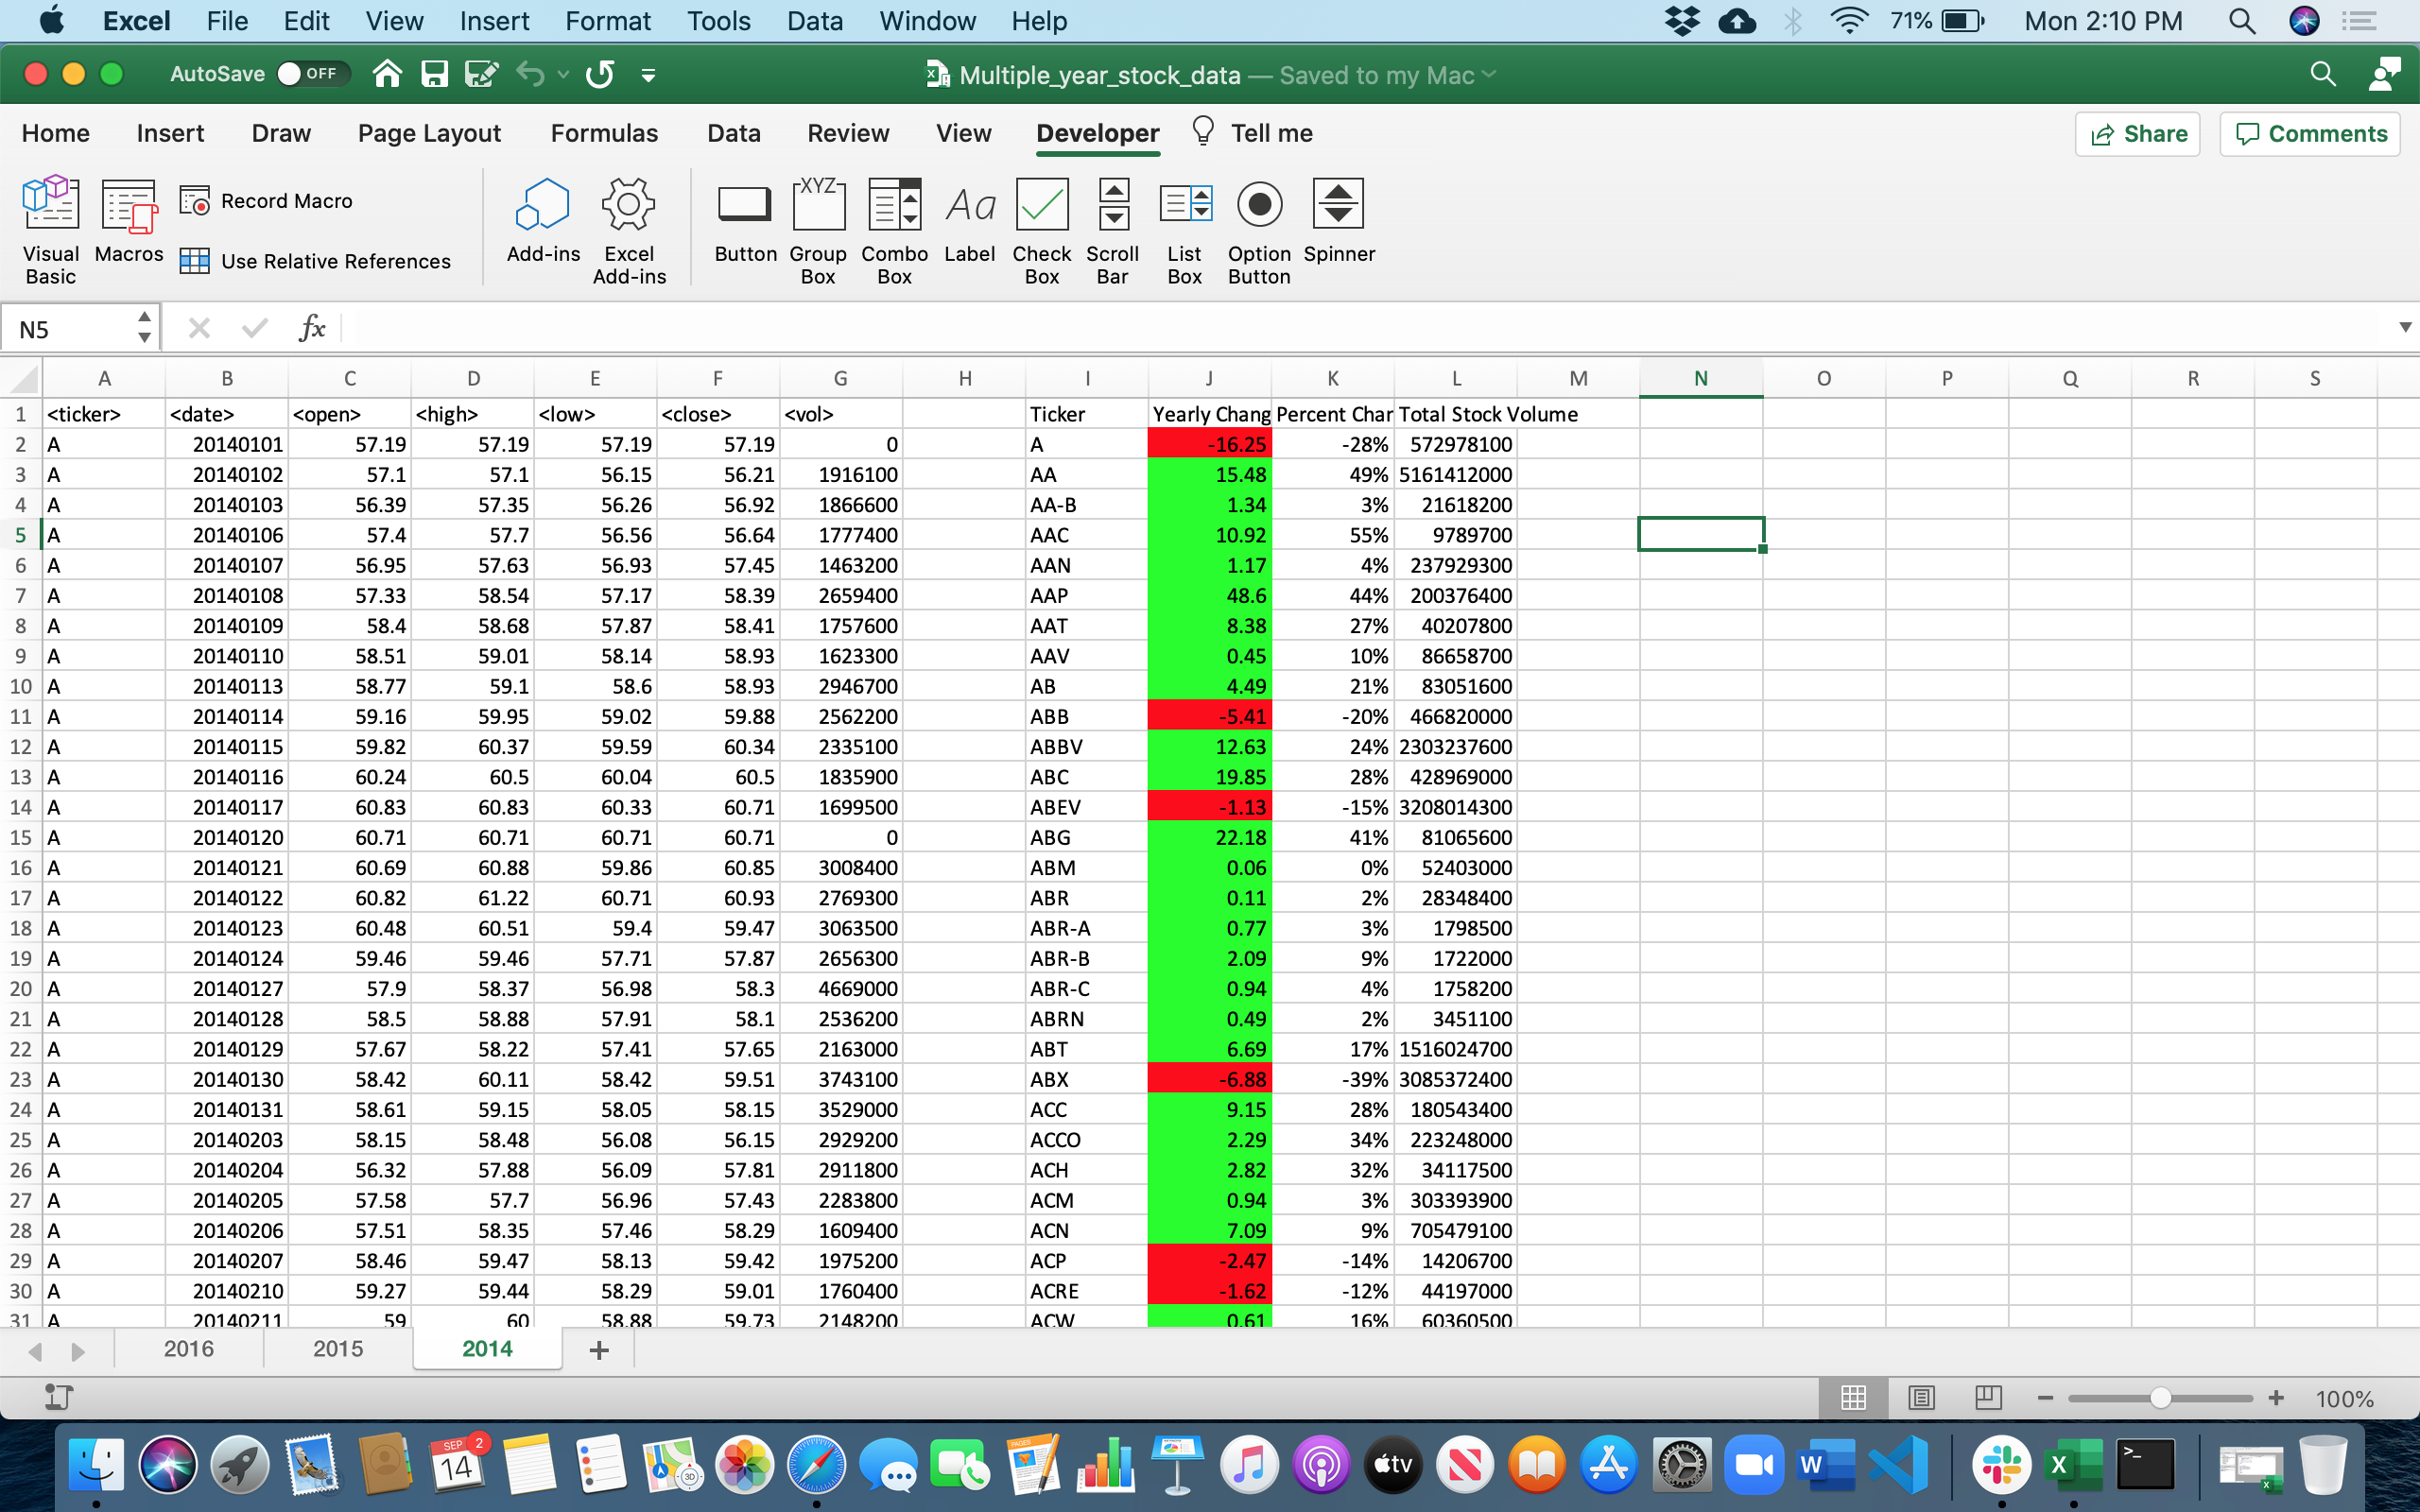 Excel File Edit View Insert Format Tools Data Window Help 71% Mon 2:10 PM
AutoSave OFF Multiple_year_stock_data — Saved to my Mac
Home Insert Draw Page Layout Formulas Data Review View Developer Tell me Share Comments
Visual Basic Macros Record Macro Use Relative References Add-ins Excel Add-ins Button XYZ Group Box Combo Box Aa Label Check Box Scroll Bar List Box Option Button Spinner
N5 fx
A B C D E F G H I J K L M N O P Q R S
1 <ticker> <date> <open> <high> <low> <close> <vol> Ticker Yearly Chang Percent Char Total Stock Volume
2 A 20140101 57.19 57.19 57.19 57.19 0 A -16.25 -28% 572978100
3 A 20140102 57.1 57.1 56.15 56.21 1916100 AA 15.48 49% 5161412000
4 A 20140103 56.39 57.35 56.26 56.92 1866600 AA-B 1.34 3% 21618200
5 A 20140106 57.4 57.7 56.56 56.64 1777400 AAC 10.92 55% 9789700
6 A 20140107 56.95 57.63 56.93 57.45 1463200 AAN 1.17 4% 237929300
7 A 20140108 57.33 58.54 57.17 58.39 2659400 AAP 48.6 44% 200376400
8 A 20140109 58.4 58.68 57.87 58.41 1757600 AAT 8.38 27% 40207800
9 A 20140110 58.51 59.01 58.14 58.93 1623300 AAV 0.45 10% 86658700
10 A 20140113 58.77 59.1 58.6 58.93 2946700 AB 4.49 21% 83051600
11 A 20140114 59.16 59.95 59.02 59.88 2562200 ABB -5.41 -20% 466820000
12 A 20140115 59.82 60.37 59.59 60.34 2335100 ABBV 12.63 24% 2303237600
13 A 20140116 60.24 60.5 60.04 60.5 1835900 ABC 19.85 28% 428969000
14 A 20140117 60.83 60.83 60.33 60.71 1699500 ABEV -1.13 -15% 3208014300
15 A 20140120 60.71 60.71 60.71 60.71 0 ABG 22.18 41% 81065600
16 A 20140121 60.69 60.88 59.86 60.85 3008400 ABM 0.06 0% 52403000
17 A 20140122 60.82 61.22 60.71 60.93 2769300 ABR 0.11 2% 28348400
18 A 20140123 60.48 60.51 59.4 59.47 3063500 ABR-A 0.77 3% 1798500
19 A 20140124 59.46 59.46 57.71 57.87 2656300 ABR-B 2.09 9% 1722000
20 A 20140127 57.9 58.37 56.98 58.3 4669000 ABR-C 0.94 4% 1758200
21 A 20140128 58.5 58.88 57.91 58.1 2536200 ABRN 0.49 2% 3451100
22 A 20140129 57.67 58.22 57.41 57.65 2163000 ABT 6.69 17% 1516024700
23 A 20140130 58.42 60.11 58.42 59.51 3743100 ABX -6.88 -39% 3085372400
24 A 20140131 58.61 59.15 58.05 58.15 3529000 ACC 9.15 28% 180543400
25 A 20140203 58.15 58.48 56.08 56.15 2929200 ACCO 2.29 34% 223248000
26 A 20140204 56.32 57.88 56.09 57.81 2911800 ACH 2.82 32% 34117500
27 A 20140205 57.58 57.7 56.96 57.43 2283800 ACM 0.94 3% 303393900
28 A 20140206 57.51 58.35 57.46 58.29 1609400 ACN 7.09 9% 705479100
29 A 20140207 58.46 59.47 58.13 59.42 1975200 ACP -2.47 -14% 14206700
30 A 20140210 59.27 59.44 58.29 59.01 1760400 ACRE -1.62 -12% 44197000
31 A 20140211 59 60 58.88 59.73 2148200 ACW 0.61 16% 60360500
2016 2015 2014
100%
SEP 14 2 3D PAGES tv W X >_